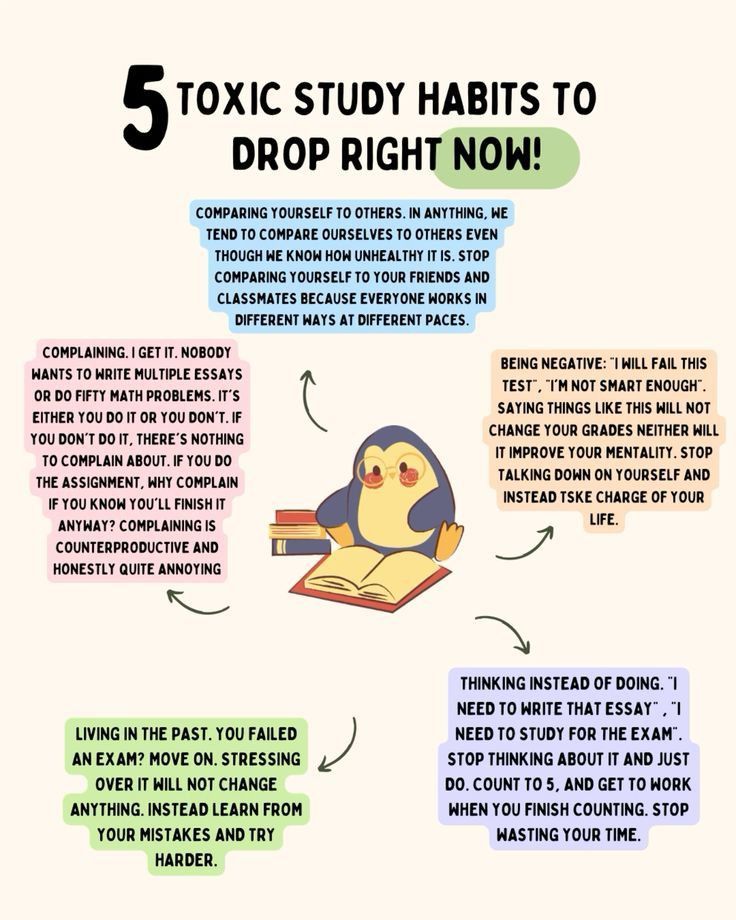 5 TOXIC STUDY HABITS TO
DROP RIGHT NOW!
COMPARING YOURSELF TO OTHERS. IN ANYTHING, WE
TEND TO COMPARE OURSELVES TO OTHERS EVEN
THOUGH WE KNOW HOW UNHEALTHY IT IS. STOP
COMPARING YOURSELF TO YOUR FRIENDS AND
CLASSMATES BECAUSE EVERYONE WORKS IN
DIFFERENT WAYS AT DIFFERENT PACES.
COMPLAINING. I GET IT. NOBODY
WANTS TO WRITE MULTIPLE ESSAYS
OR DO FIFTY MATH PROBLEMS. IT'S
EITHER YOU DO IT OR YOU DON'T. IF
YOU DON'T DO IT, THERE'S NOTHING
TO COMPLAIN ABOUT. IF YOU DO
THE ASSIGNMENT, WHY COMPLAIN
IF YOU KNOW YOU'LL FINISH IT
ANYWAY? COMPLAINING IS
COUNTERPRODUCTIVE AND
HONESTLY QUITE ANNOYING
BEING NEGATIVE: "I WILL FAIL THIS
TEST", "I'M NOT SMART ENOUGH".
SAYING THINGS LIKE THIS WILL NOT
CHANGE YOUR GRADES NEITHER WILL
IT IMPROVE YOUR MENTALITY. STOP
TALKING DOWN ON YOURSELF AND
INSTEAD TSKE CHARGE OF YOUR
LIFE.
LIVING IN THE PAST. YOU FAILED
AN EXAM? MOVE ON. STRESSING
OVER IT WILL NOT CHANGE
ANYTHING. INSTEAD LEARN FROM
YOUR MISTAKES AND TRY
HARDER.
THINKING INSTEAD OF DOING. "I
NEED TO WRITE THAT ESSAY" , "I
NEED TO STUDY FOR THE EXAM".
STOP THINKING ABOUT IT AND JUST
DO. COUNT TO 5, AND GET TO WORK
WHEN YOU FINISH COUNTING. STOP
WASTING YOUR TIME.